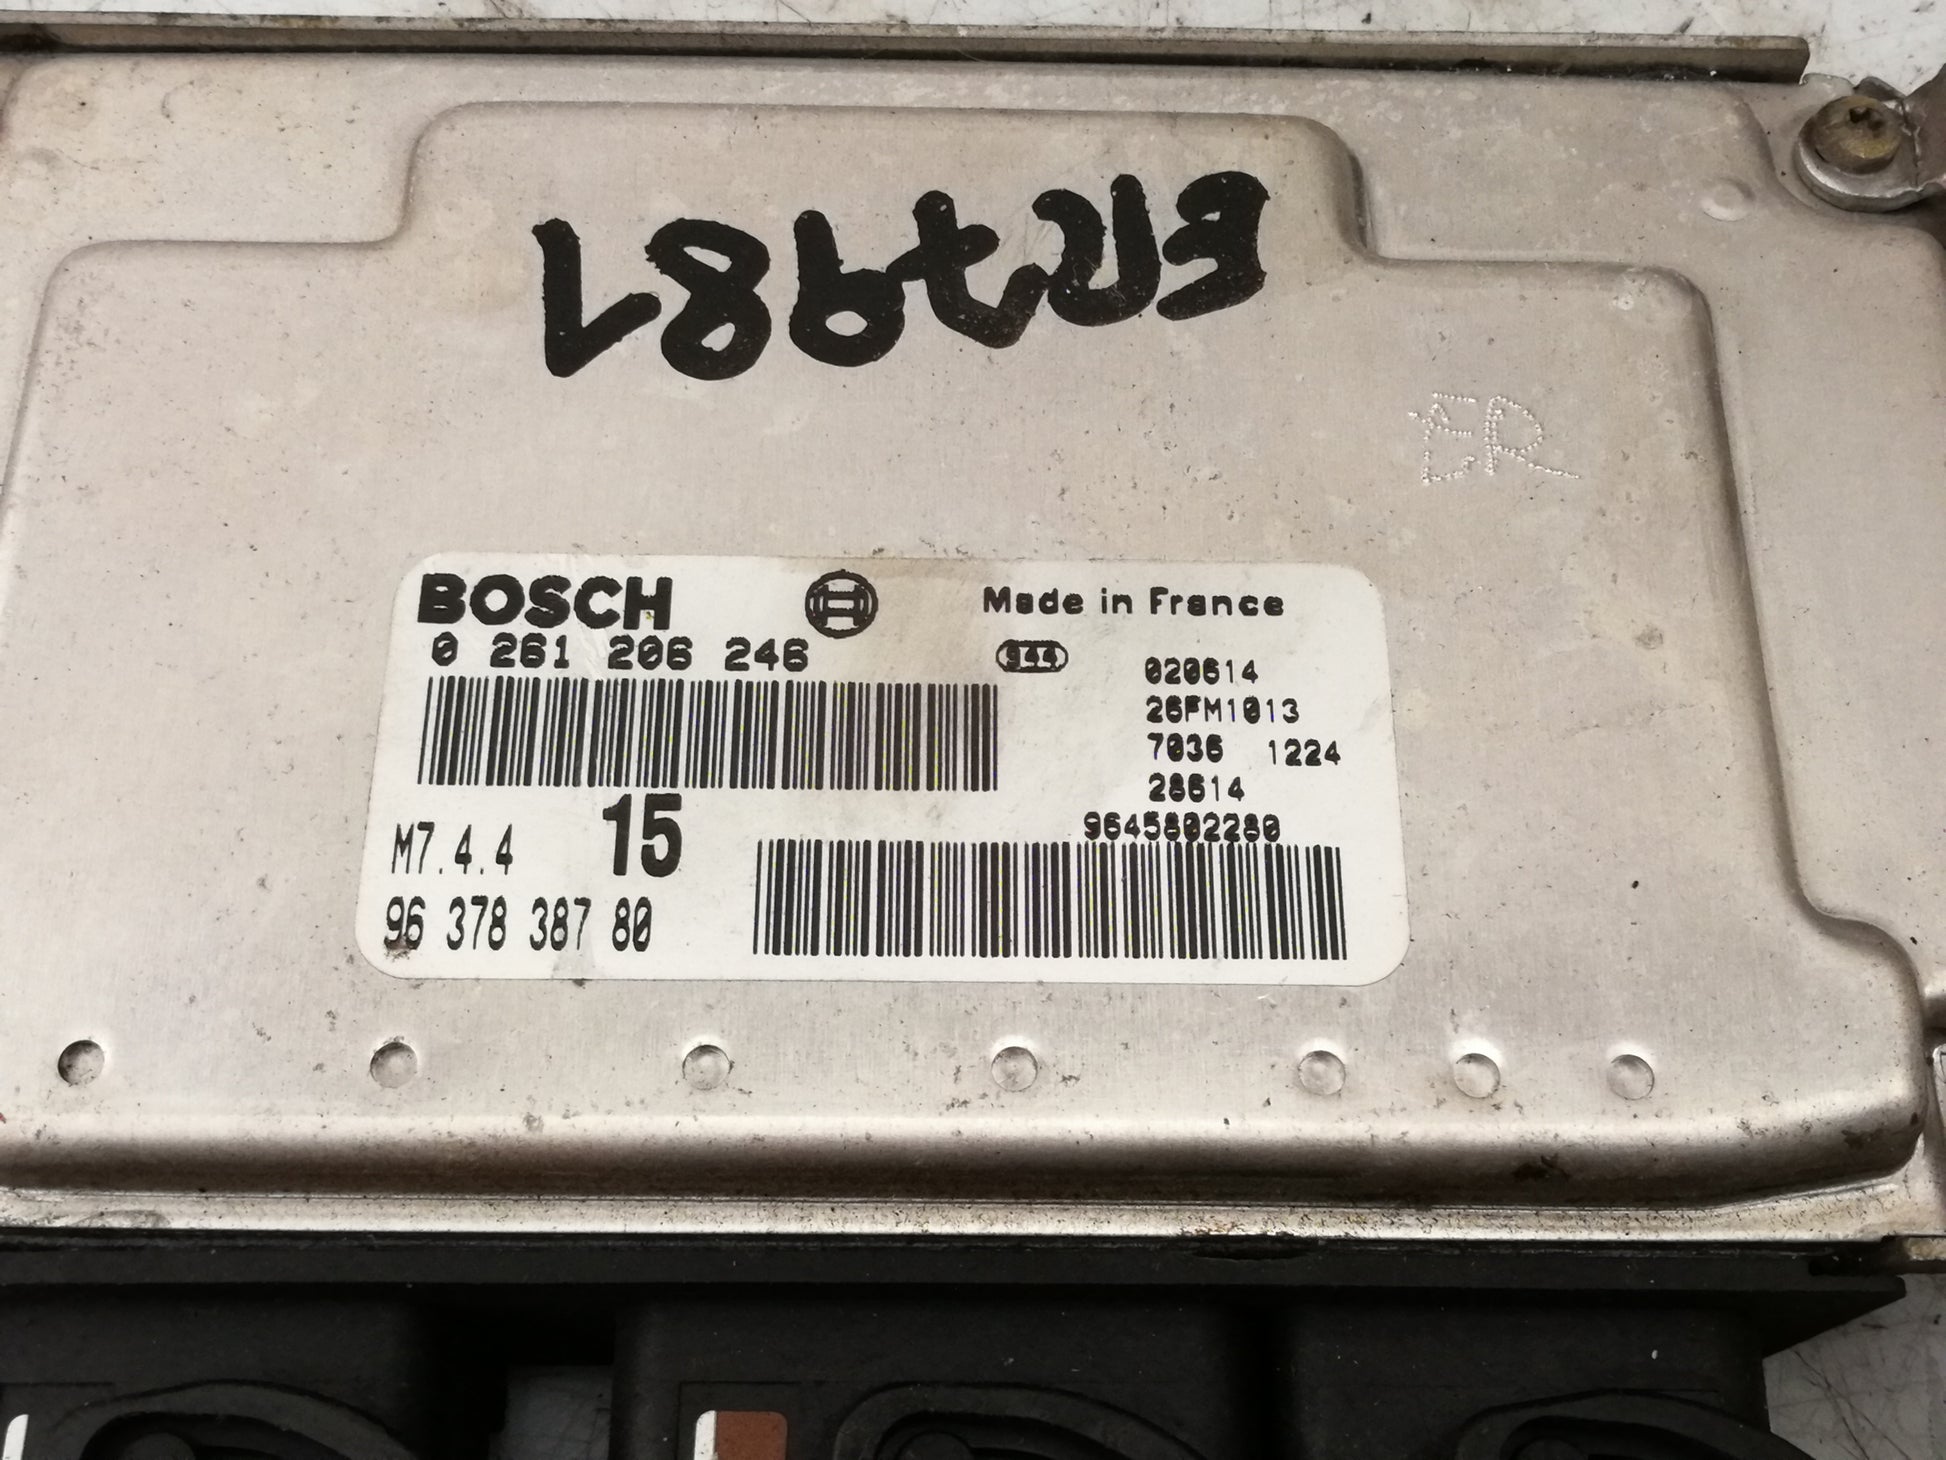 ER
BOSCH
Made in France
0 261 206 246
944
020614
26FM1013
7036 1224
28614
9645802280
M7.4.4 15
96 378 387 80